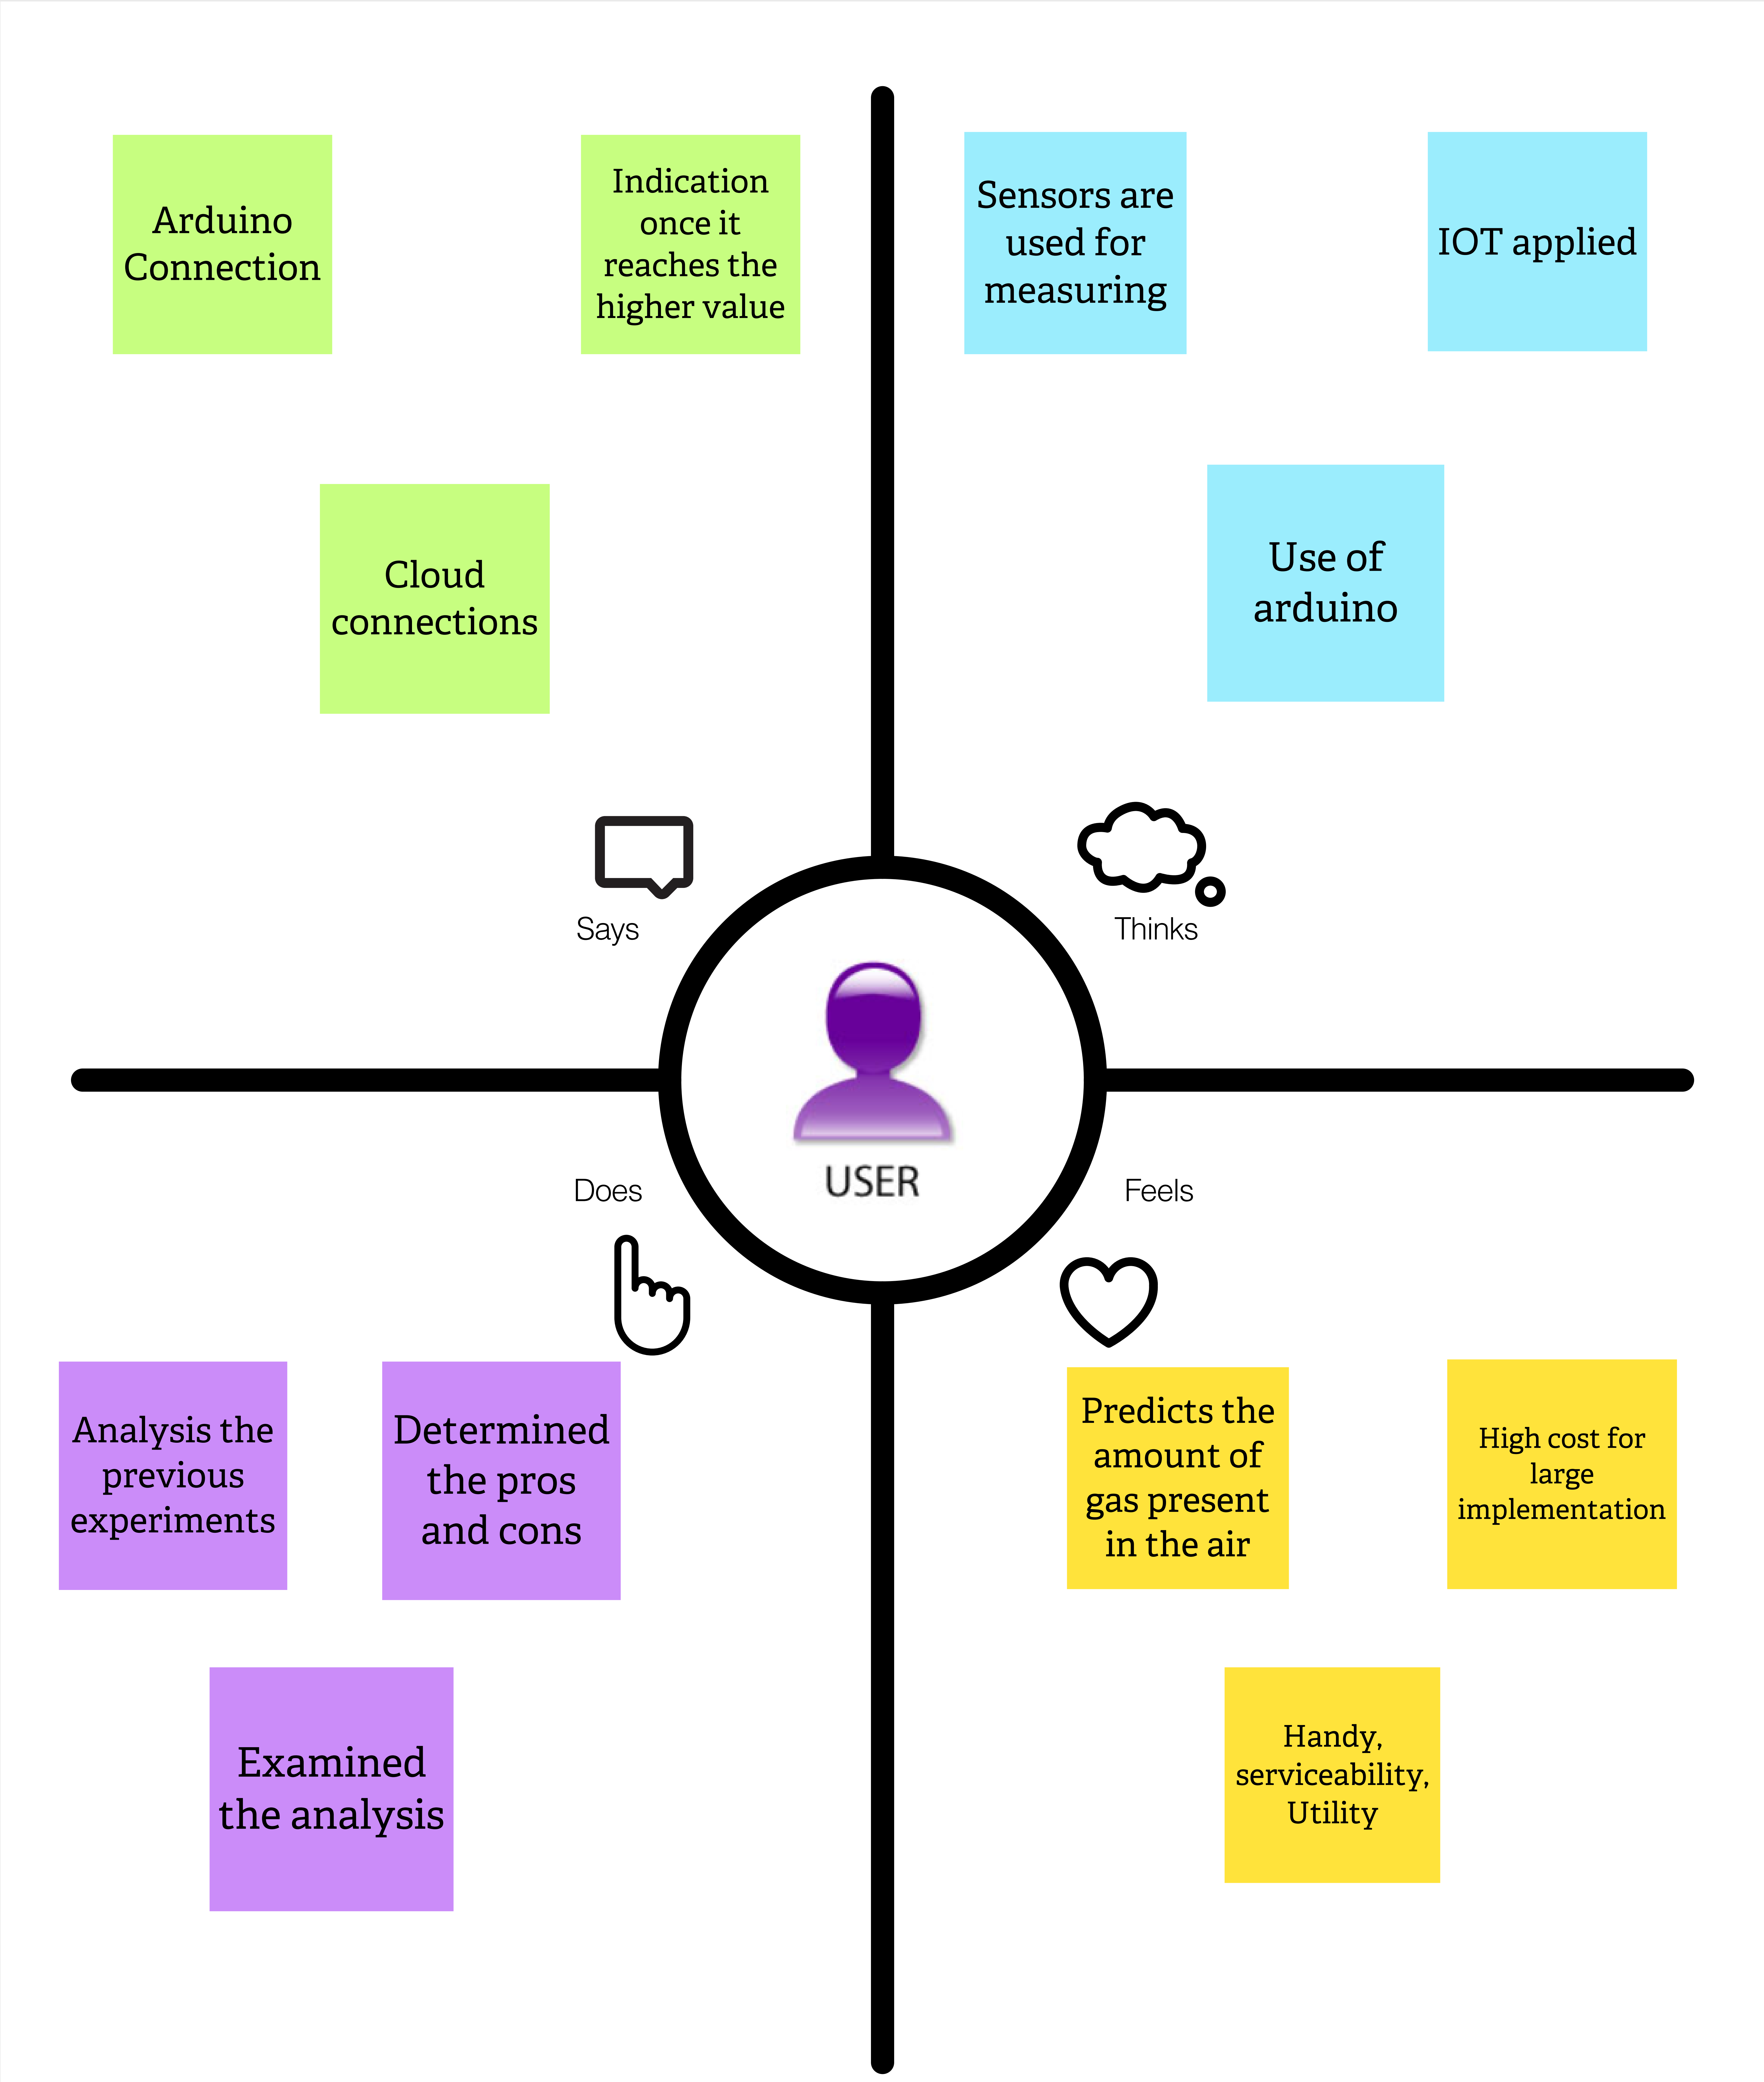 Arduino
Connection
Indication
once it
reaches the
higher value
Cloud
connections
Says
Sensors are
used for
measuring
IOT applied
Use of
arduino
Thinks
USER
Does
Analysis the
previous
experiments
Determined
the pros
and cons
Examined
the analysis
Feels
Predicts the
amount of
gas present
in the air
High cost for
large
implementation
Handy,
serviceability,
Utility